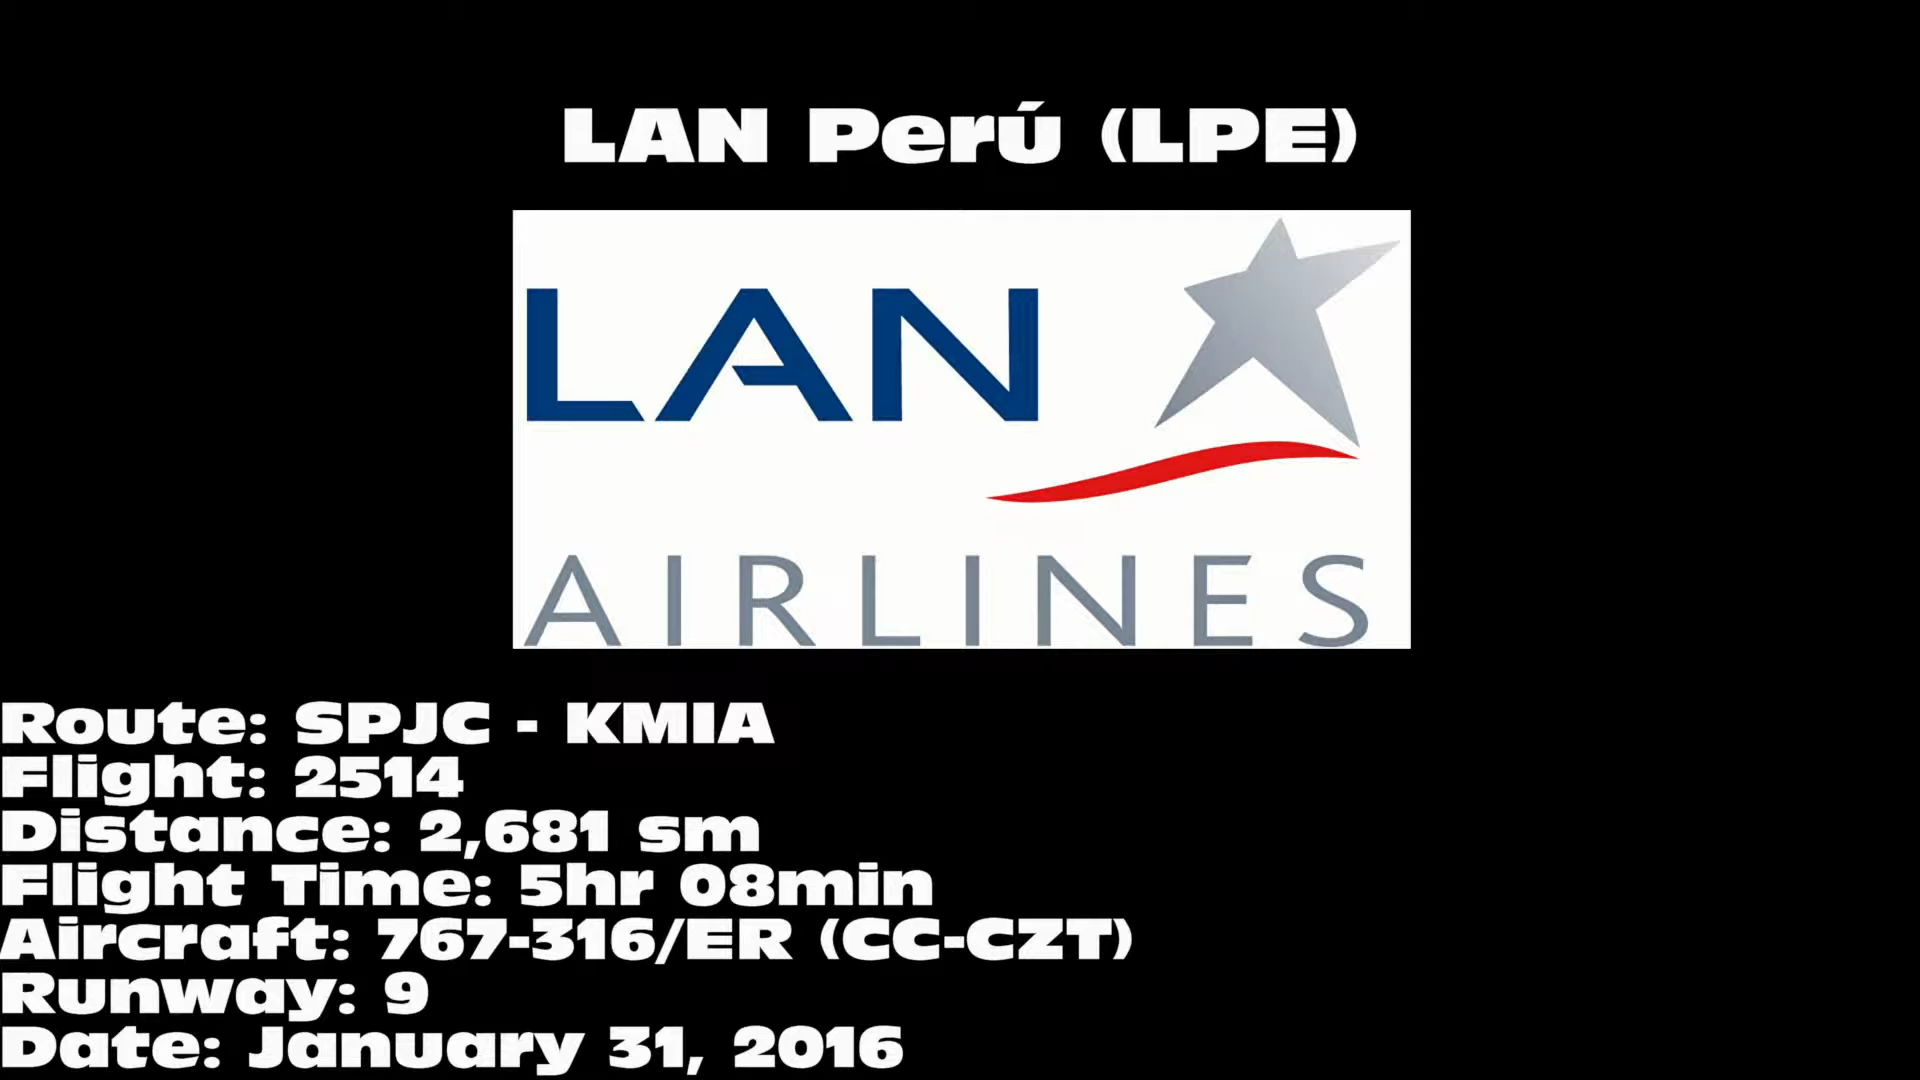 LAN Perú (LPE)
LAN
AIRLINES
Route: SPJC - KMIA
Flight: 2514
Distance: 2,681 sm
Flight Time: 5hr 08min
Aircraft: 767-316/ER (CC-CZT)
Runway: 9
Date: January 31, 2016